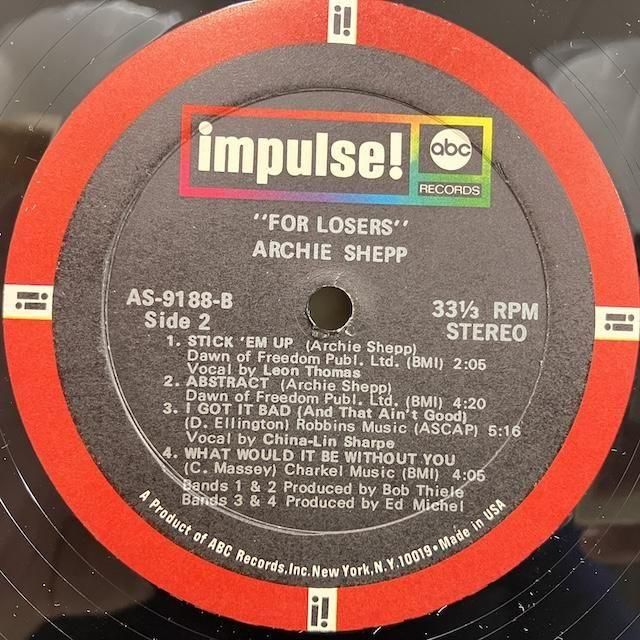 i!
impulse!
abc
RECORDS
"FOR LOSERS"
ARCHIE SHEPP
AS-9188-B
Side 2
33⅓ RPM
STEREO
1. STICK 'EM UP (Archie Shepp)
Dawn of Freedom Publ. Ltd. (BMI) 2:05
Vocal by Leon Thomas
2. ABSTRACT (Archie Shepp)
Dawn of Freedom Publ. Ltd. (BMI) 4:20
3. I GOT IT BAD (And That Ain't Good)
(D. Ellington) Robbins Music (ASCAP) 5:16
Vocal by China-Lin Sharpe
4. WHAT WOULD IT BE WITHOUT YOU
(C. Massey) Charkel Music (BMI) 4:05
Bands 1 & 2 Produced by Bob Thiele
Bands 3 & 4 Produced by Ed Michel
A Product of ABC Records, Inc. New York, N.Y. 10019 • Made in USA
i!
i!
i!